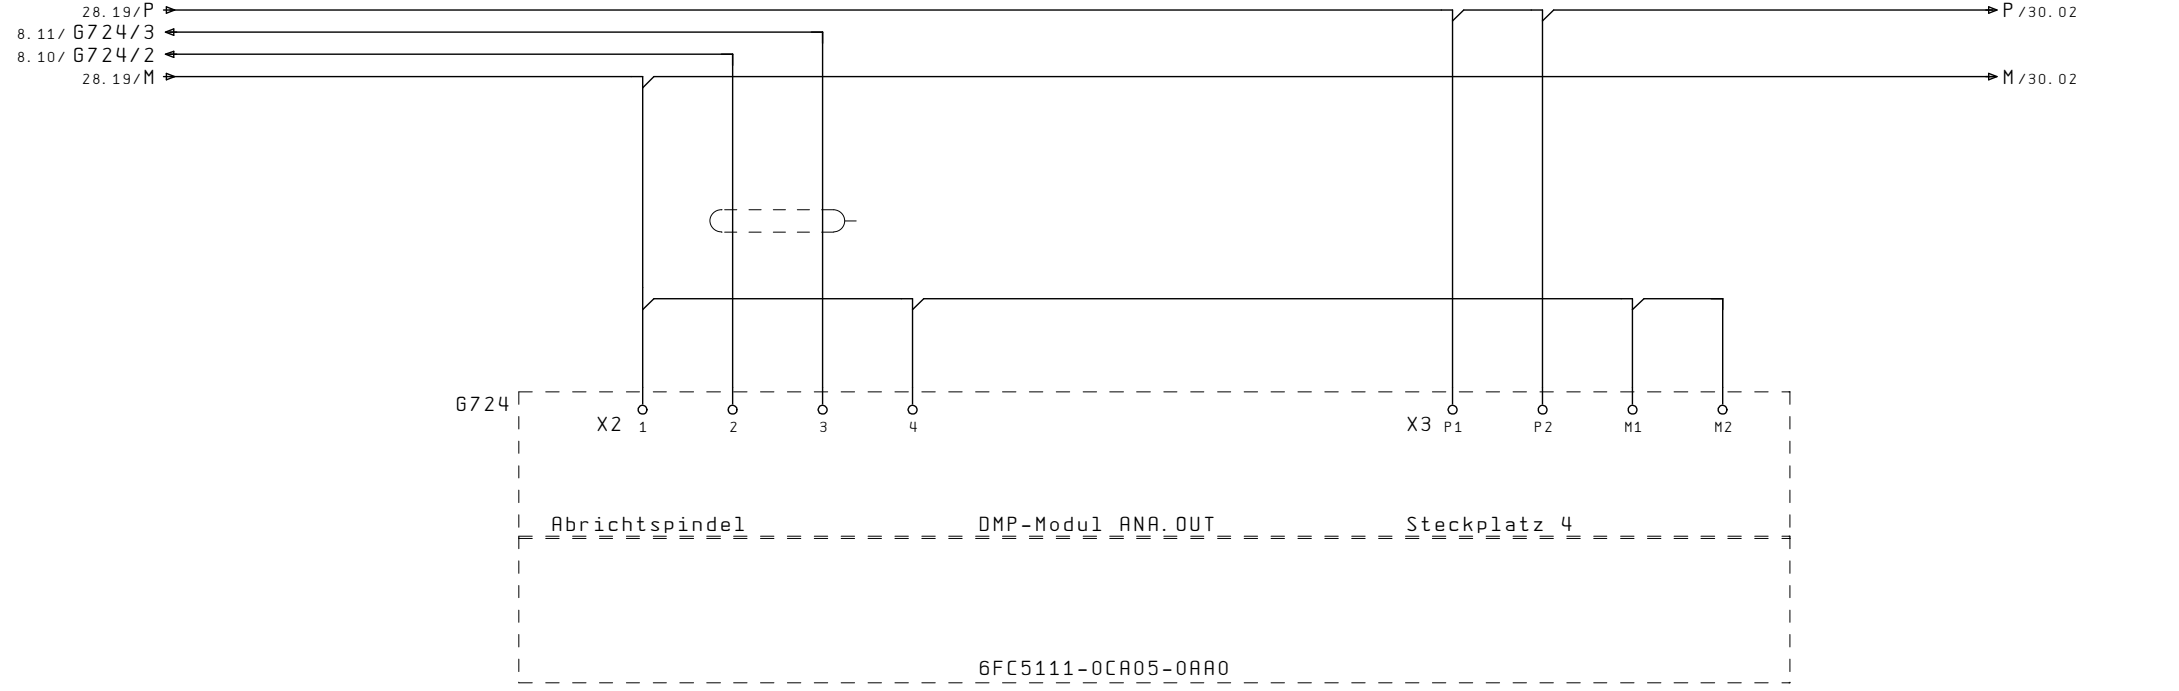 28.19/P P/30.02
8.11/ G724/3
8.10/ G724/2
28.19/M M/30.02
G724
X2 1 2 3 4 X3 P1 P2 M1 M2
Abrichtspindel DMP-Modul ANA.OUT Steckplatz 4
6FC5111-0CA05-0AA0